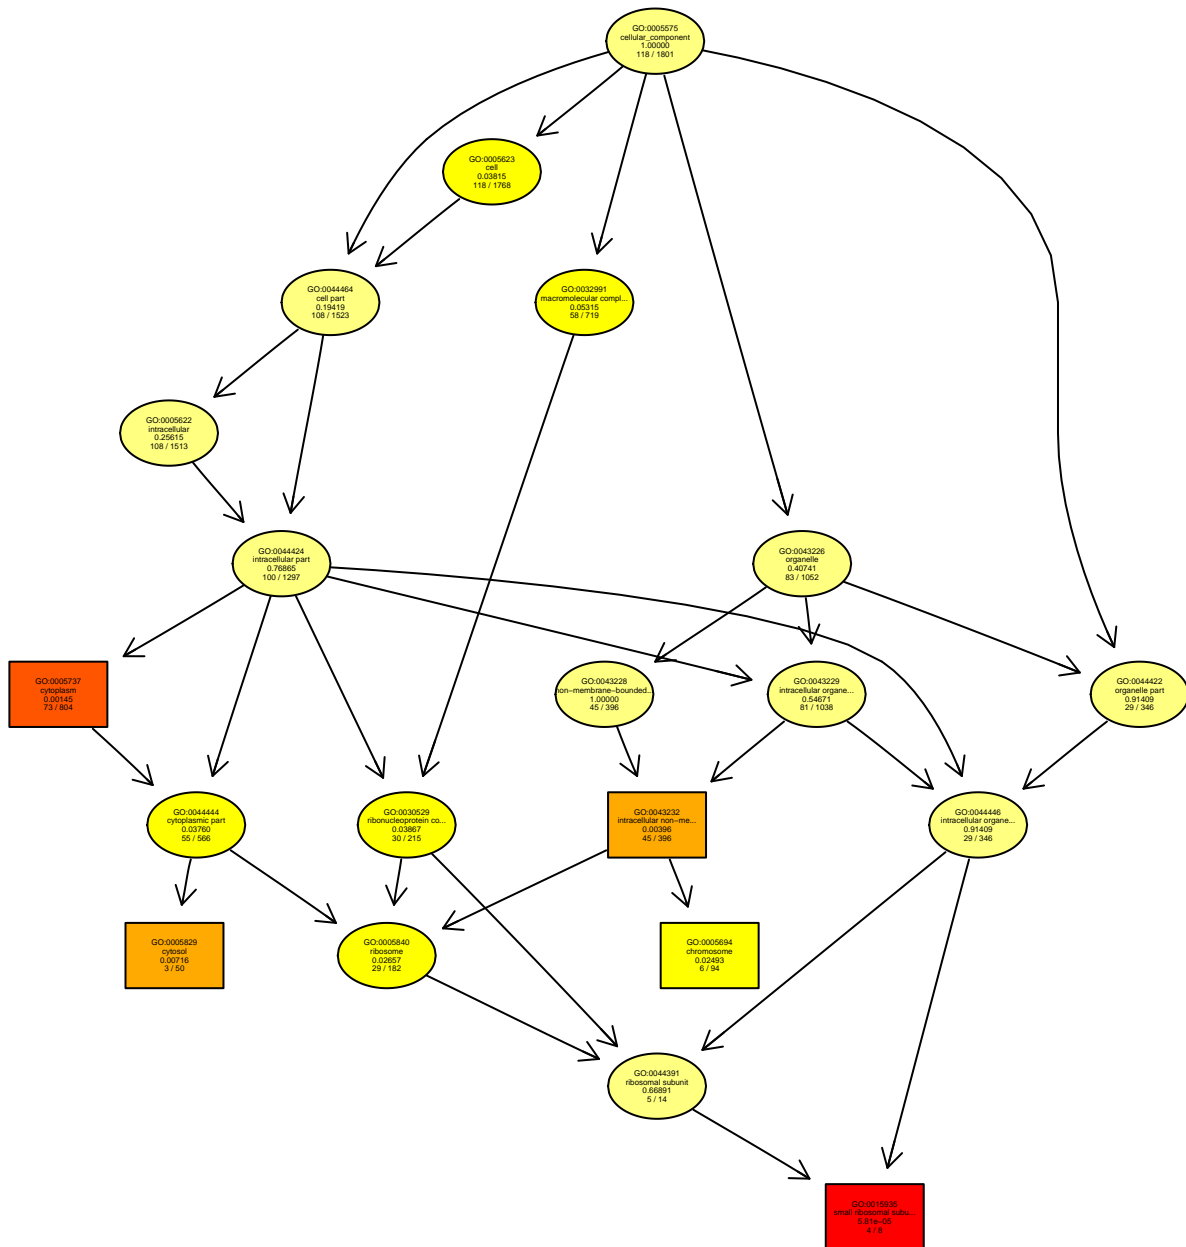 GO:0005575
cellular_component
1.00000
118 / 1801
GO:0005623
cell
0.03815
118 / 1768
GO:0044464
cell part
0.19419
108 / 1523
GO:0032991
macromolecular compl...
0.05315
58 / 719
GO:0005622
intracellular
0.25615
108 / 1513
GO:0044424
intracellular part
0.76865
100 / 1297
GO:0043226
organelle
0.40741
83 / 1052
GO:0005737
cytoplasm
0.00145
73 / 804
GO:0043228
non−membrane−bounded...
1.00000
45 / 396
GO:0043229
intracellular organe...
0.54671
81 / 1038
GO:0044422
organelle part
0.91409
29 / 346
GO:0044444
cytoplasmic part
0.03760
55 / 566
GO:0030529
ribonucleoprotein co...
0.03867
30 / 215
GO:0043232
intracellular non−me...
0.00396
45 / 396
GO:0044446
intracellular organe...
0.91409
29 / 346
GO:0005829
cytosol
0.00716
3 / 50
GO:0005840
ribosome
0.02657
29 / 182
GO:0005694
chromosome
0.02493
6 / 94
GO:0044391
ribosomal subunit
0.66891
5 / 14
GO:0015935
small ribosomal subu...
5.81e−05
4 / 6